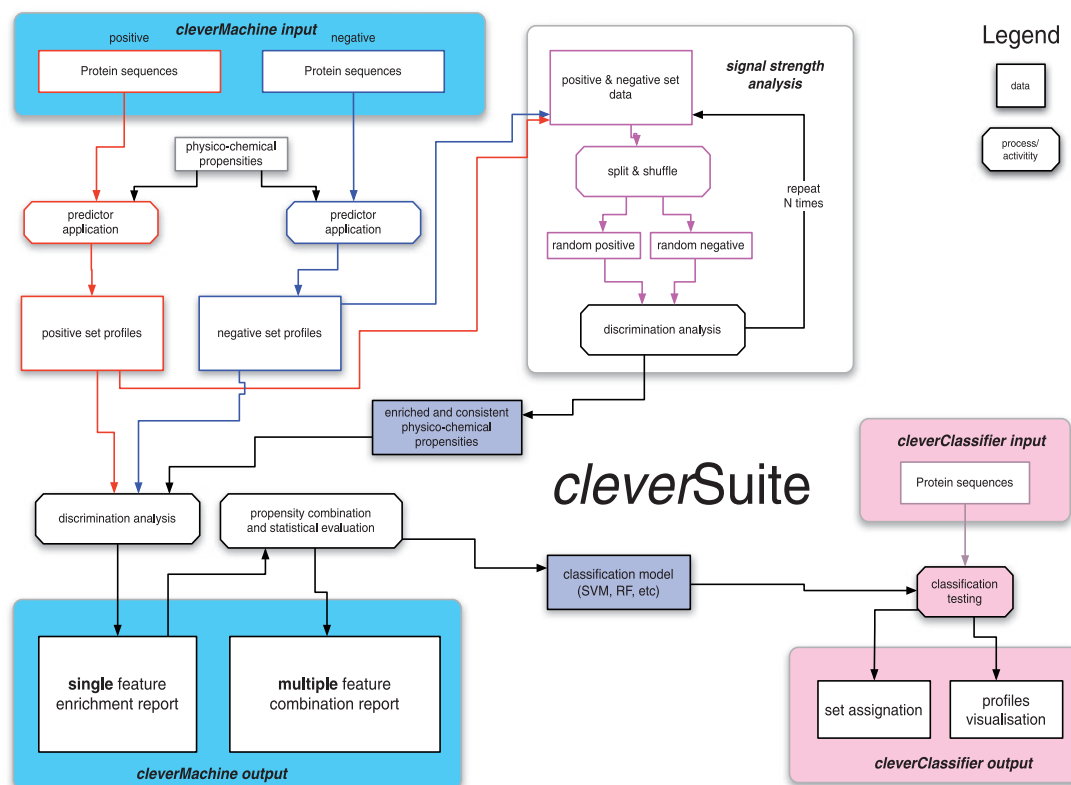 cleverMachine input
positive
negative
Protein sequences
Protein sequences
physico-chemical
propensities
predictor
application
predictor
application
positive set profiles
negative set profiles
signal strength
analysis
positive & negative set
data
split & shuffle
repeat
N times
random positive
random negative
discrimination analysis
Legend
data
process/
activitity
enriched and consistent
physico-chemical
propensities
cleverSuite
discrimination analysis
propensity combination
and statistical evaluation
classification model
(SVM, RF, etc)
single feature
enrichment report
multiple feature
combination report
cleverMachine output
cleverClassifier input
Protein sequences
classification
testing
set assignation
profiles
visualisation
cleverClassifier output